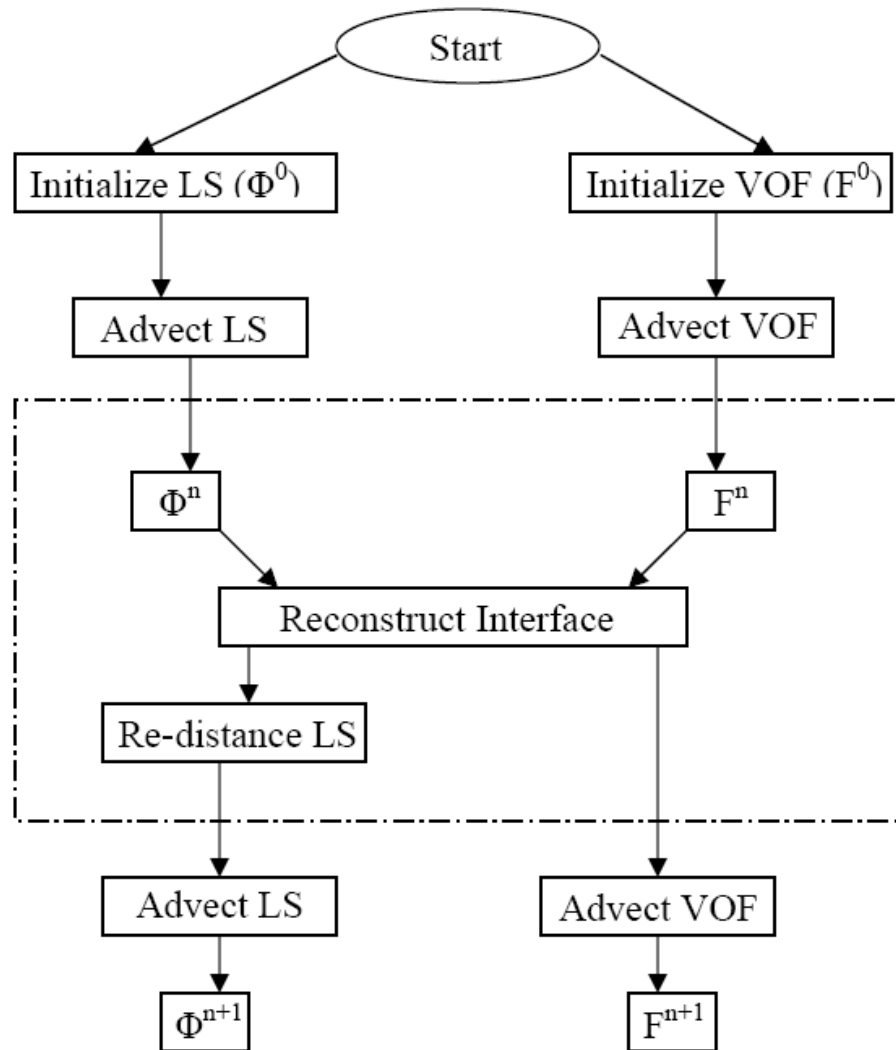 Start
Initialize LS (Φ⁰)
Initialize VOF (F⁰)
Advect LS
Advect VOF
Φⁿ
Fⁿ
Reconstruct Interface
Re-distance LS
Advect LS
Advect VOF
Φⁿ⁺¹
Fⁿ⁺¹